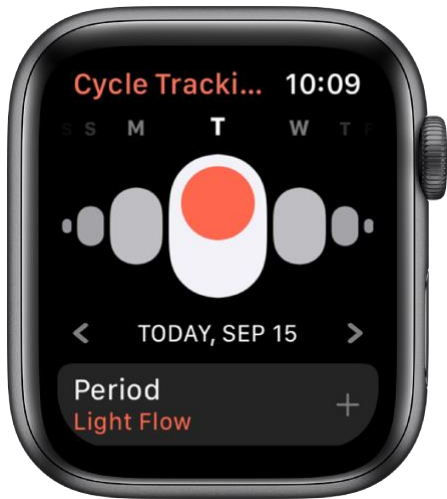 Cycle Tracki... 10:09
S S M T W T F
TODAY, SEP 15
Period
Light Flow